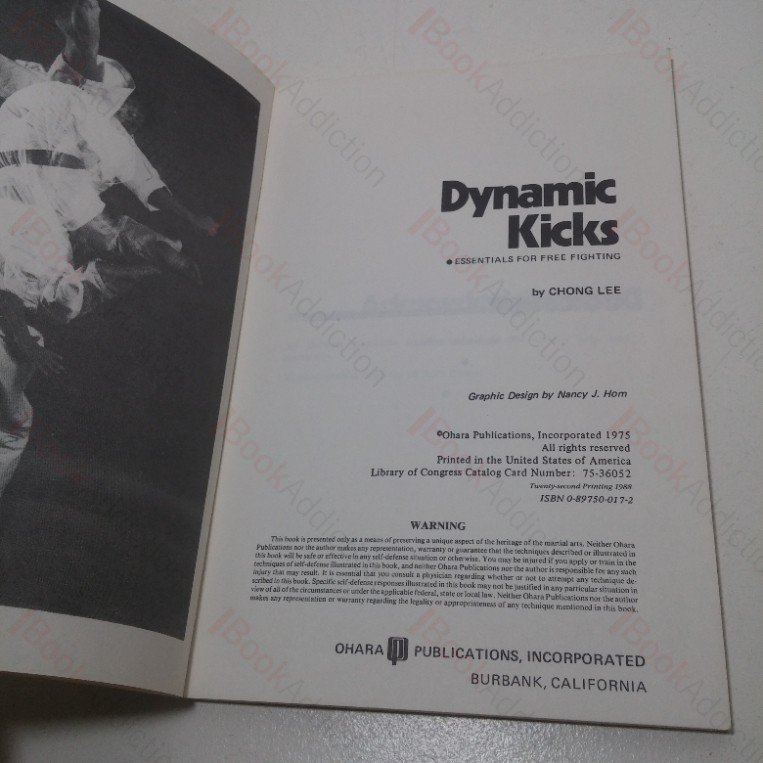 Dynamic
Kicks
● ESSENTIALS FOR FREE FIGHTING
by CHONG LEE
Graphic Design by Nancy J. Hom
©Ohara Publications, Incorporated 1975
All rights reserved
Printed in the United States of America
Library of Congress Catalog Card Number: 75-36052
Twenty-second Printing 1988
ISBN 0-89750-017-2
WARNING
This book is presented only as a means of preserving a unique aspect of the heritage of the martial arts. Neither Ohara
Publications nor the author makes any representation, warranty or guarantee that the techniques described or illustrated in
this book will be safe or effective in any self-defense situation or otherwise. You may be injured if you apply or train in the
techniques of self-defense illustrated in this book, and neither Ohara Publications nor the author is responsible for any such
injury that may result. It is essential that you consult a physician regarding whether or not to attempt any technique de-
scribed in this book. Specific self-defense responses illustrated in this book may not be justified in any particular situation in
view of all of the circumstances or under the applicable federal, state or local law. Neither Ohara Publications nor the author
makes any representation or warranty regarding the legality or appropriateness of any technique mentioned in this book.
OHARA PUBLICATIONS, INCORPORATED
BURBANK, CALIFORNIA
BookAddiction